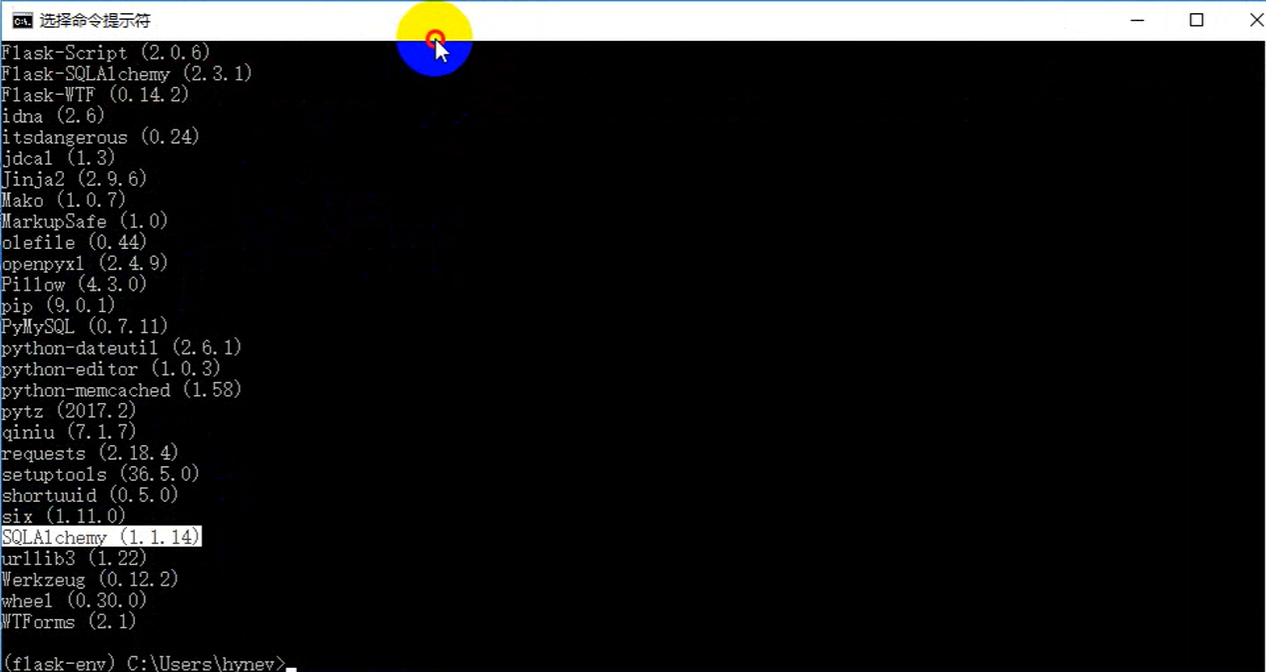 选择命令提示符
Flask-Script (2.0.6)
Flask-SQLAlchemy (2.3.1)
Flask-WTF (0.14.2)
idna (2.6)
itsdangerous (0.24)
jdcal (1.3)
Jinja2 (2.9.6)
Mako (1.0.7)
MarkupSafe (1.0)
olefile (0.44)
openpyxl (2.4.9)
Pillow (4.3.0)
pip (9.0.1)
PyMySQL (0.7.11)
python-dateutil (2.6.1)
python-editor (1.0.3)
python-memcached (1.58)
pytz (2017.2)
qiniu (7.1.7)
requests (2.18.4)
setuptools (36.5.0)
shortuuid (0.5.0)
six (1.11.0)
SQLAlchemy (1.1.14)
urllib3 (1.22)
Werkzeug (0.12.2)
wheel (0.30.0)
WTForms (2.1)
(flask-env) C:\Users\hynev>